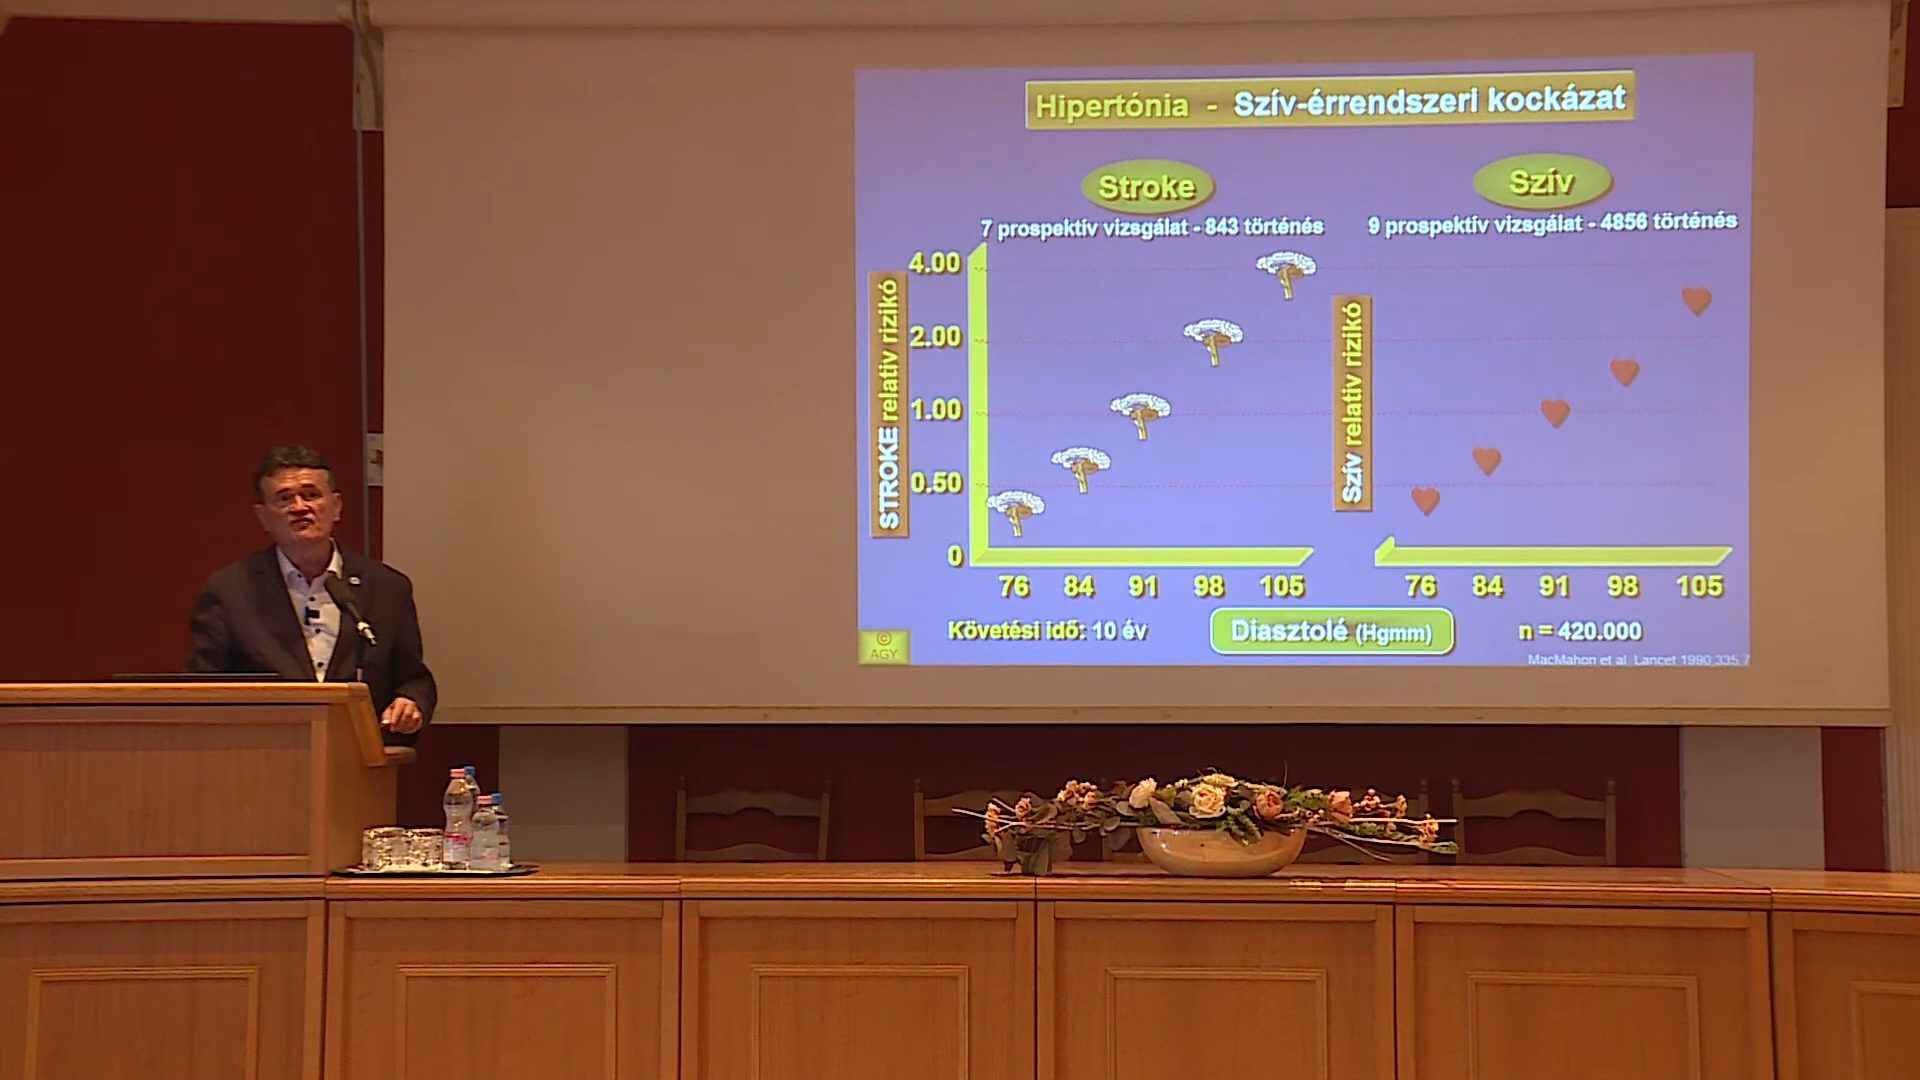 Hipertónia - Szív-érrendszeri kockázat
Stroke
7 prospektív vizsgálat - 843 történés
STROKE relatív rizikó
4.00
2.00
1.00
0.50
0
76 84 91 98 105
Szív
9 prospektív vizsgálat - 4856 történés
Szív relatív rizikó
76 84 91 98 105
Követési idő: 10 év
Diasztolé (Hgmm)
n = 420.000
©
AGY
MacMahon et al. Lancet 1990,335.7